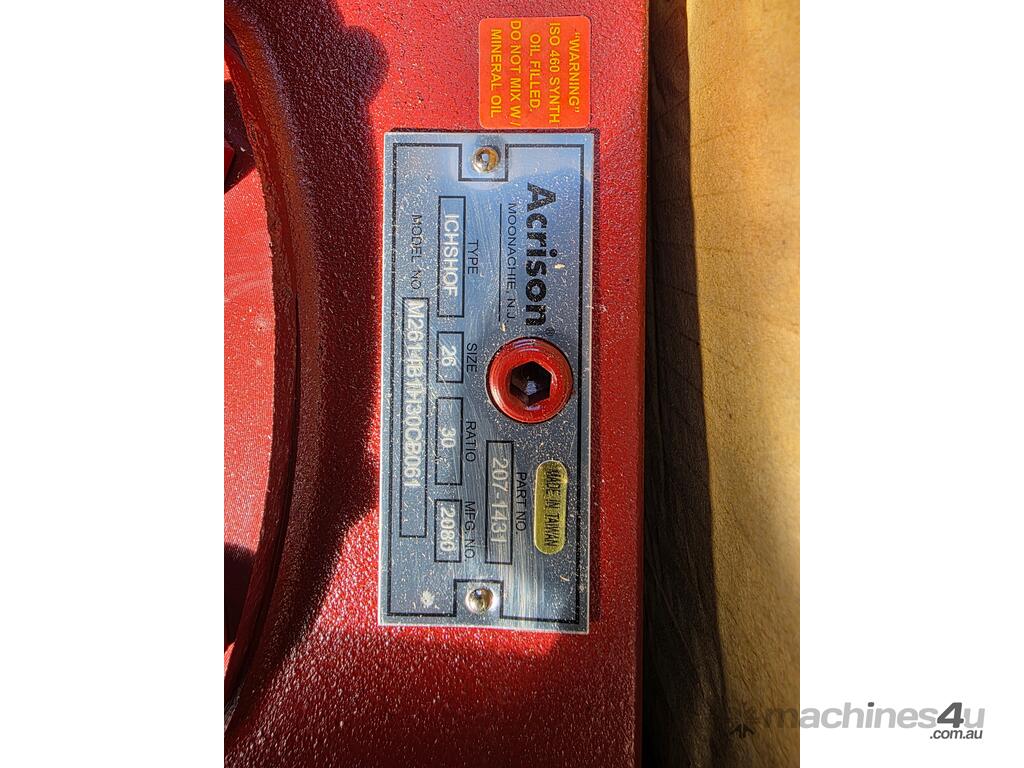 "WARNING"
ISO 460 SYNTH
OIL FILLED.
DO NOT MIX W/
MINERAL OIL
Acrison®
MOONACHIE, N.J.
MADE IN TAIWAN
PART NO.
207-1431
TYPE SIZE RATIO MFG. NO.
ICHSHOF 26 30 2086
MODEL NO.
machines4u
.com.au